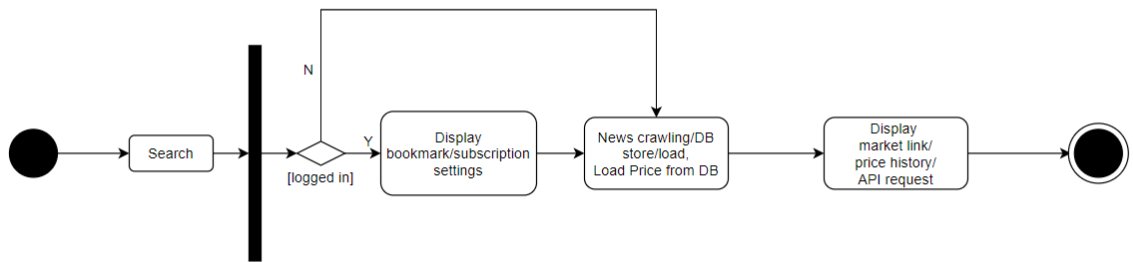 N
Search
[logged in]
Y
Display
bookmark/subscription
settings
News crawling/DB
store/load,
Load Price from DB
Display
market link/
price history/
API request